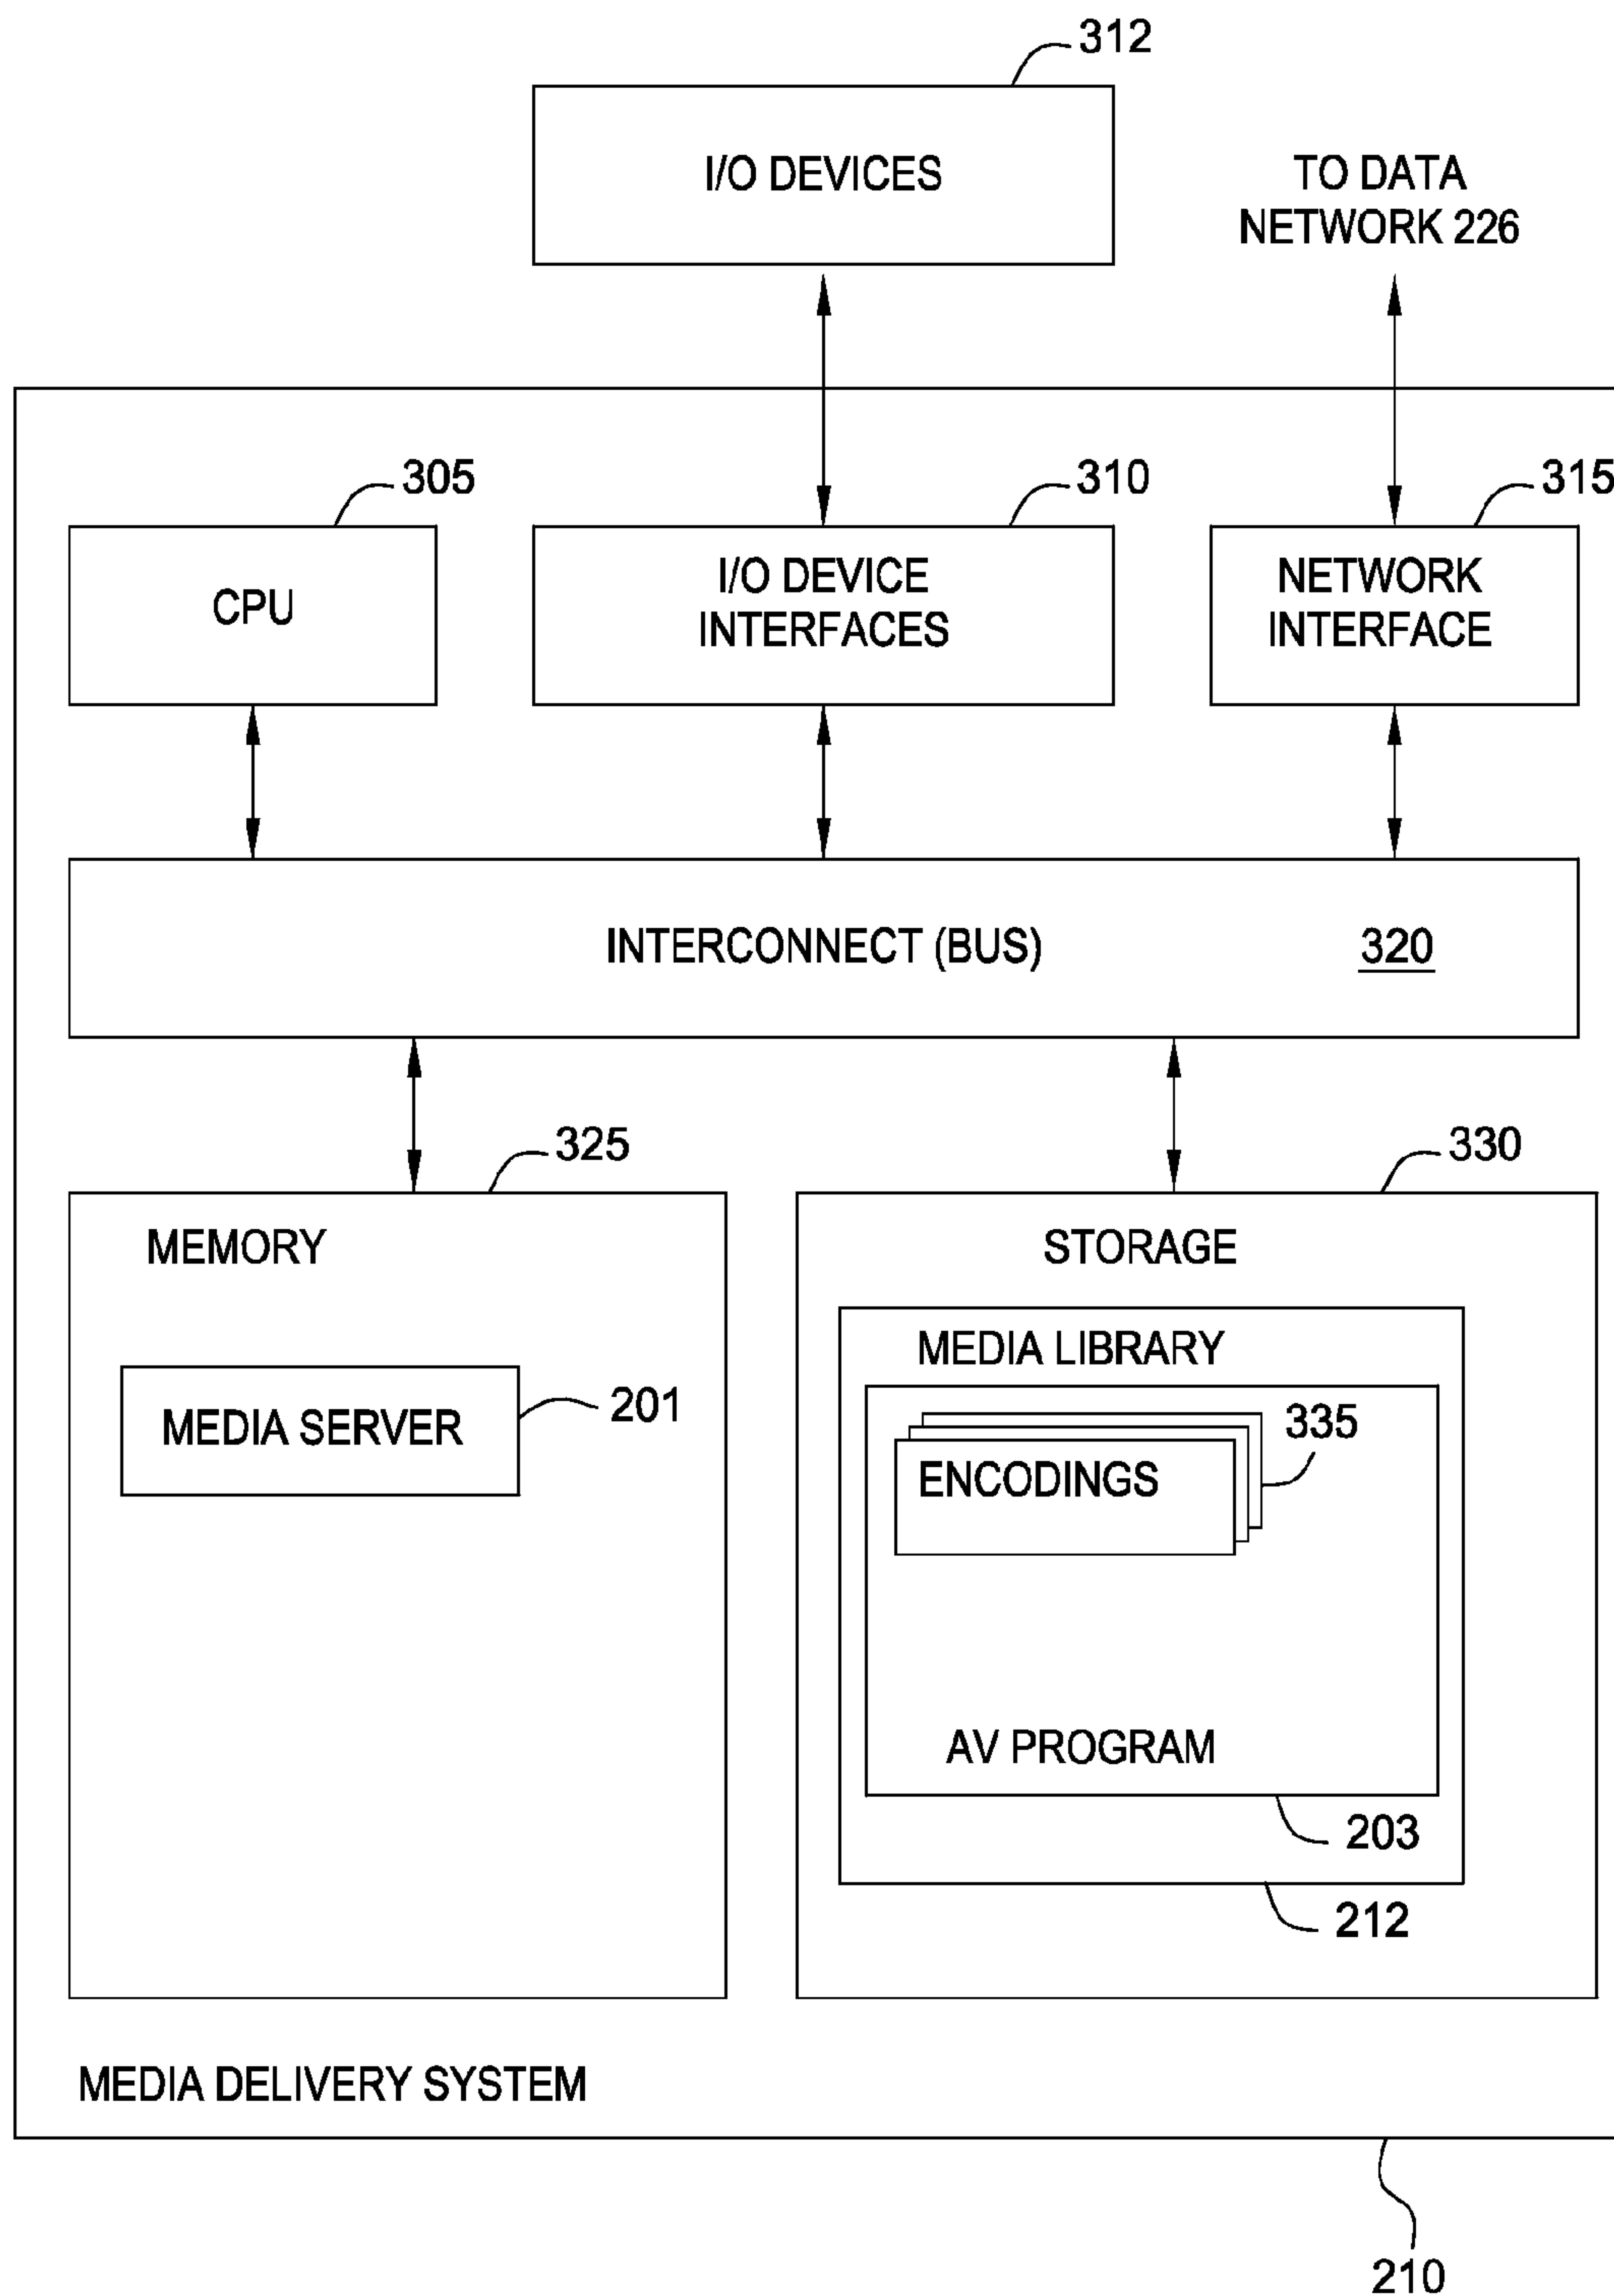 312
I/O DEVICES
TO DATA
NETWORK 226
305
310
315
CPU
I/O DEVICE
INTERFACES
NETWORK
INTERFACE
INTERCONNECT (BUS)
320
325
330
MEMORY
STORAGE
MEDIA SERVER
201
MEDIA LIBRARY
335
ENCODINGS
AV PROGRAM
203
212
MEDIA DELIVERY SYSTEM
210